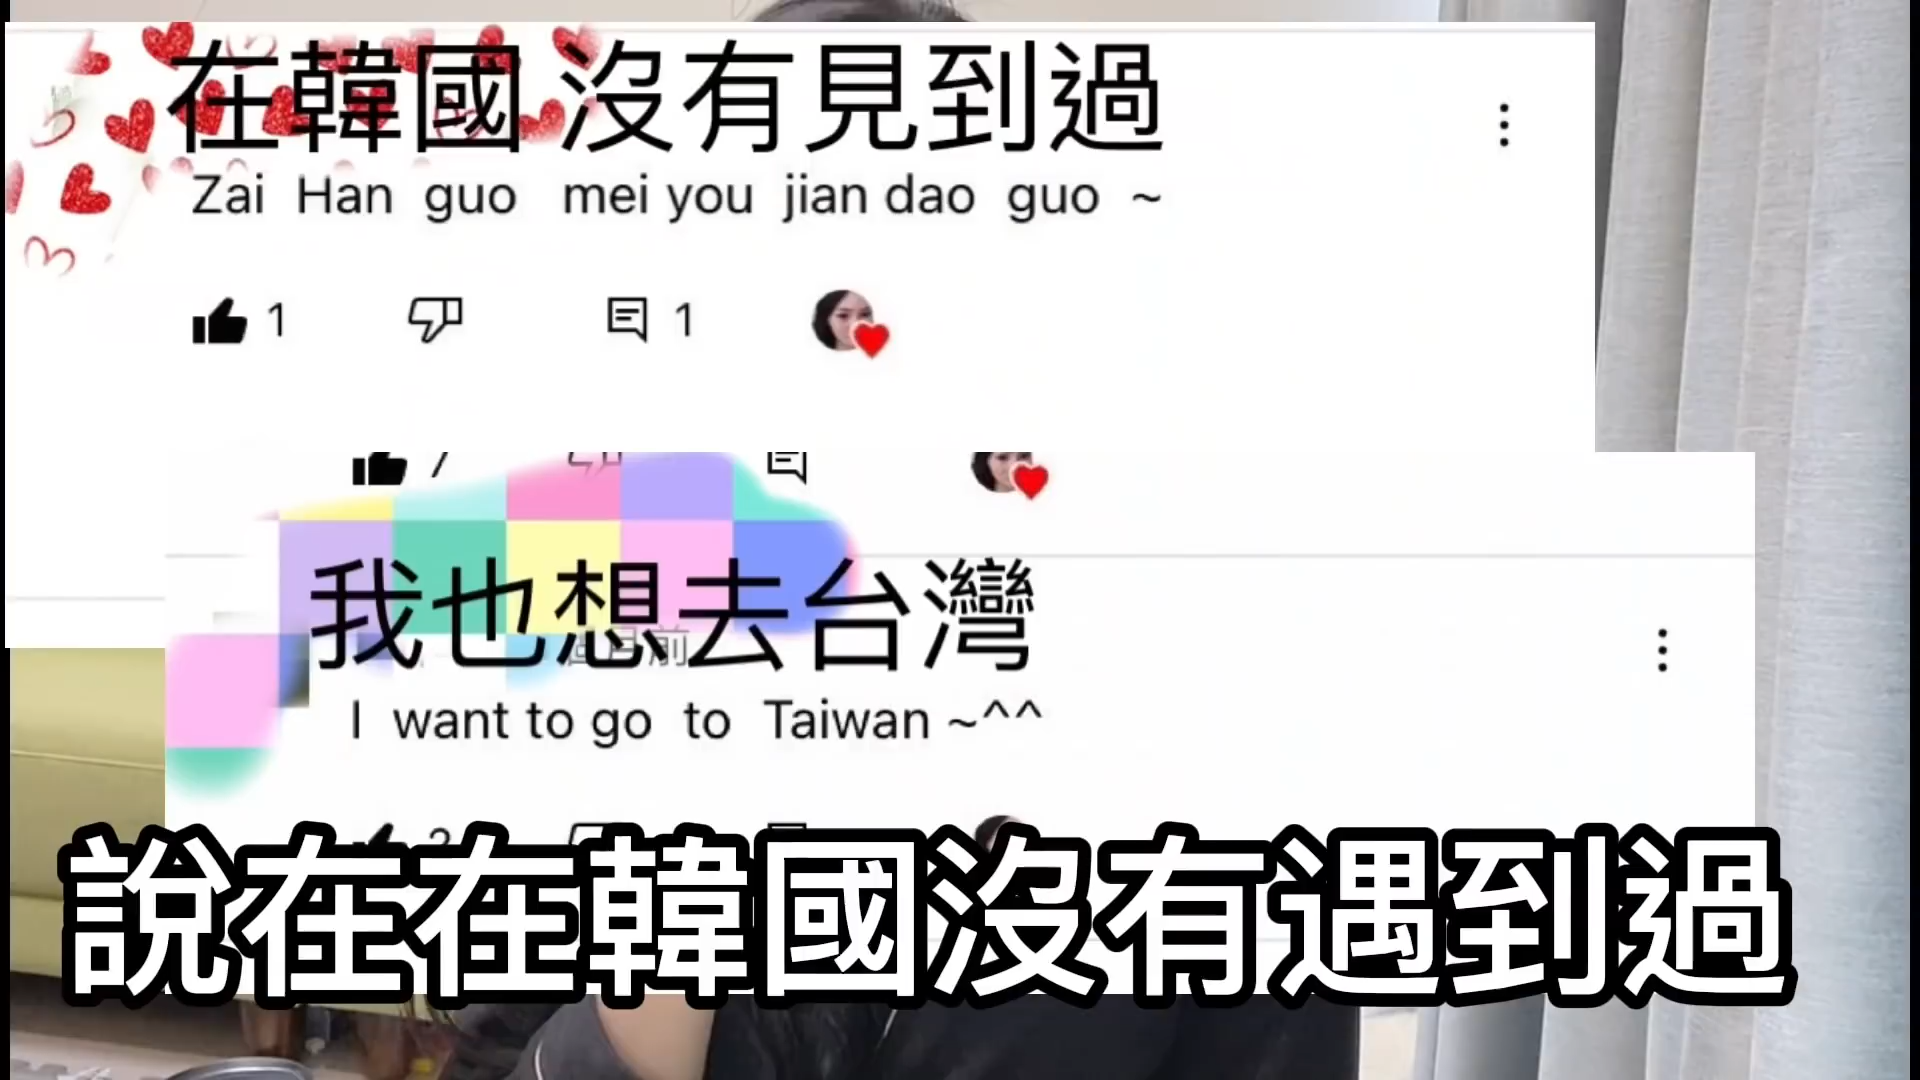 在韓國 沒有見到過
Zai Han guo mei you jian dao guo ~
1 1
7
我也想去台灣
I want to go to Taiwan ~^^
說在在韓國沒有遇到過